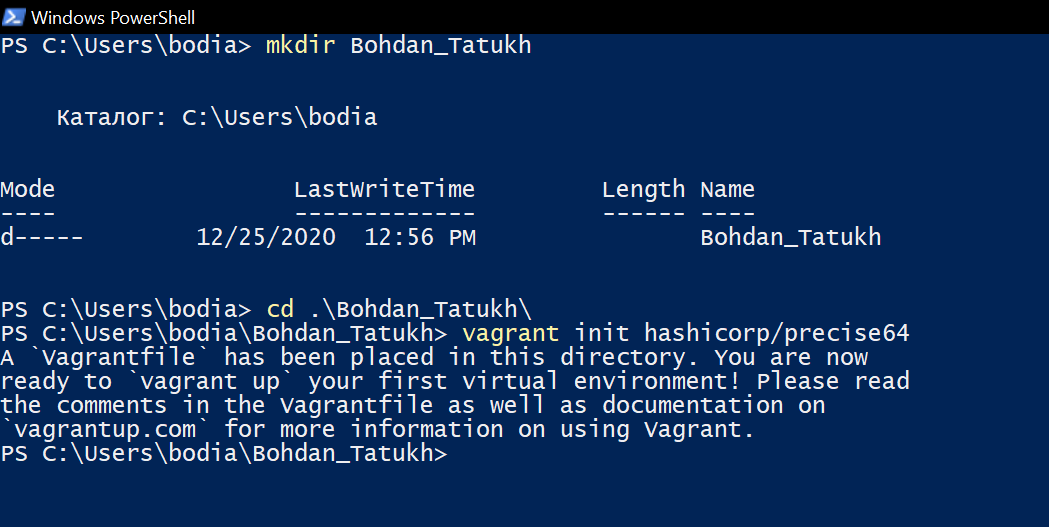 Windows PowerShell
PS C:\Users\bodia> mkdir Bohdan_Tatukh
Каталог: C:\Users\bodia
Mode LastWriteTime Length Name
---- ------------- ------ ----
d----- 12/25/2020 12:56 PM Bohdan_Tatukh
PS C:\Users\bodia> cd .\Bohdan_Tatukh\
PS C:\Users\bodia\Bohdan_Tatukh> vagrant init hashicorp/precise64
A `Vagrantfile` has been placed in this directory. You are now
ready to `vagrant up` your first virtual environment! Please read
the comments in the Vagrantfile as well as documentation on
`vagrantup.com` for more information on using Vagrant.
PS C:\Users\bodia\Bohdan_Tatukh>